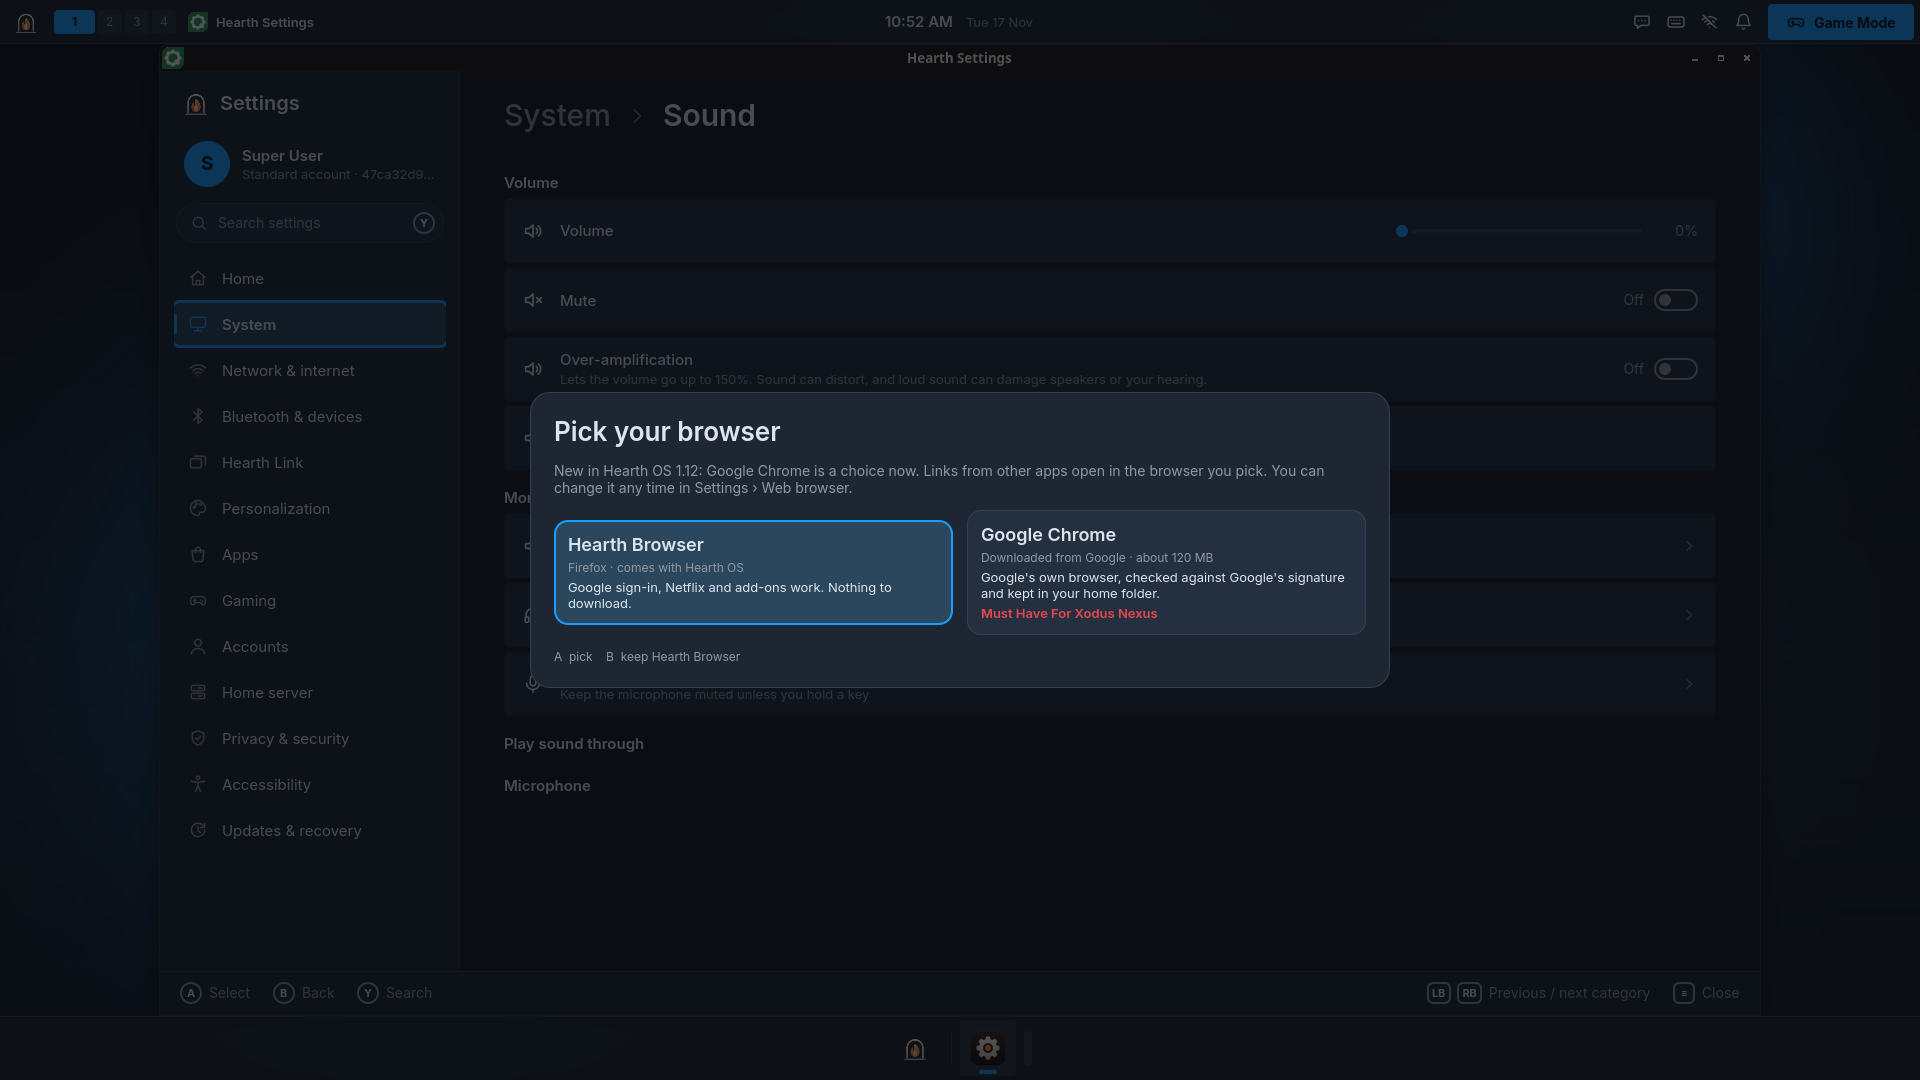 1 2 3 4 Hearth Settings
10:52 AM Tue 17 Nov
Game Mode
Hearth Settings
Settings
S
Super User
Standard account · 47ca32d9...
Search settings Y
Home
System
Network & internet
Bluetooth & devices
Hearth Link
Personalization
Apps
Gaming
Accounts
Home server
Privacy & security
Accessibility
Updates & recovery
System › Sound
Volume
Volume 0%
Mute Off
Over-amplification Off
Lets the volume go up to 150%. Sound can distort, and loud sound can damage speakers or your hearing.
Pick your browser
New in Hearth OS 1.12: Google Chrome is a choice now. Links from other apps open in the browser you pick. You can
change it any time in Settings › Web browser.
Hearth Browser
Firefox · comes with Hearth OS
Google sign-in, Netflix and add-ons work. Nothing to
download.
Google Chrome
Downloaded from Google · about 120 MB
Google's own browser, checked against Google's signature
and kept in your home folder.
Must Have For Xodus Nexus
A pick B keep Hearth Browser
Keep the microphone muted unless you hold a key
Play sound through
Microphone
A Select B Back Y Search
LB RB Previous / next category ≡ Close